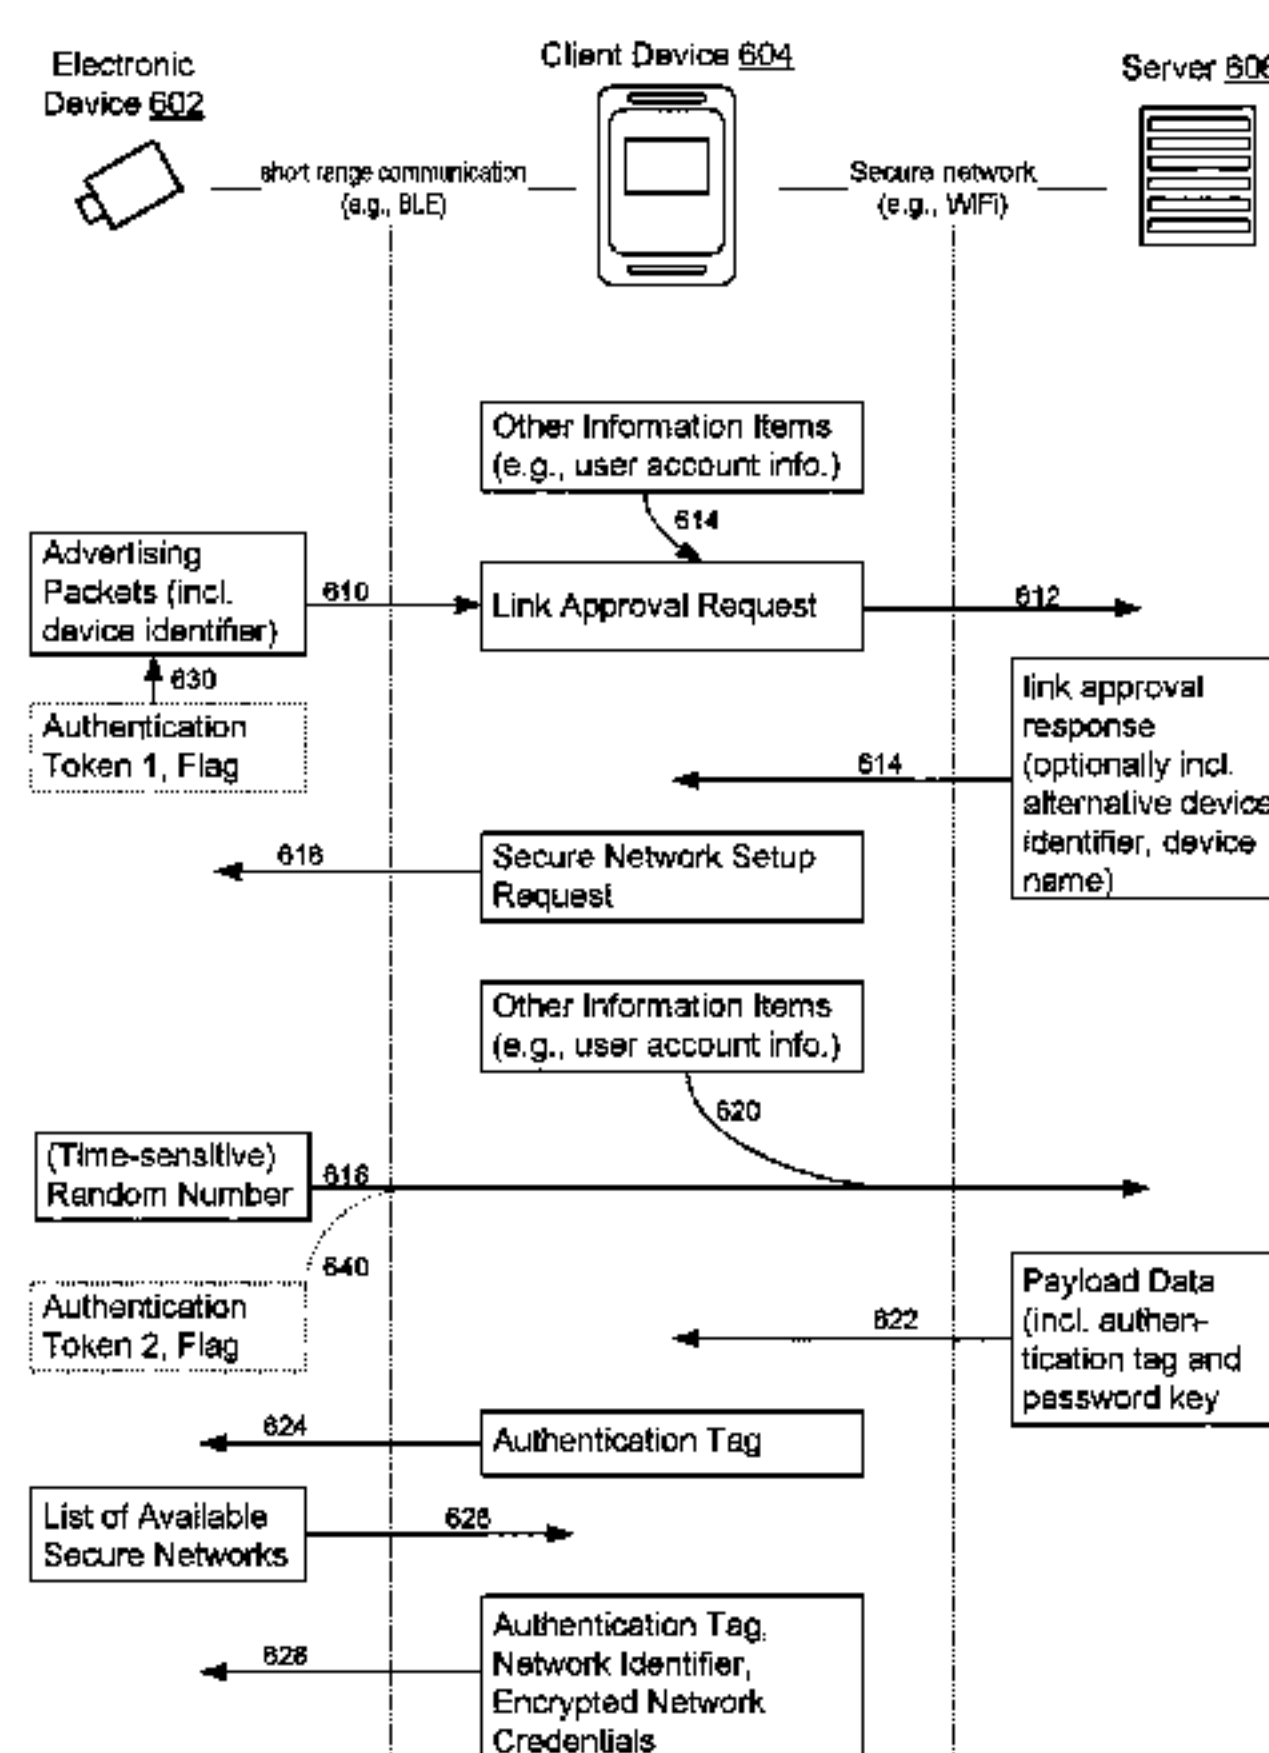 Electronic
Device 602
Client Device 604
Server 606
short range communication
(e.g., BLE)
Secure network
(e.g., WiFi)
Other Information Items
(e.g., user account info.)
614
Advertising
Packets (incl.
device identifier)
610
Link Approval Request
612
630
Authentication
Token 1, Flag
link approval
response
(optionally incl.
alternative device
identifier, device
name)
614
616
Secure Network Setup
Request
Other Information Items
(e.g., user account info.)
620
(Time-sensitive)
Random Number
618
640
Authentication
Token 2, Flag
Payload Data
(incl. authen-
tication tag and
password key
622
624
Authentication Tag
List of Available
Secure Networks
626
628
Authentication Tag,
Network Identifier,
Encrypted Network
Credentials